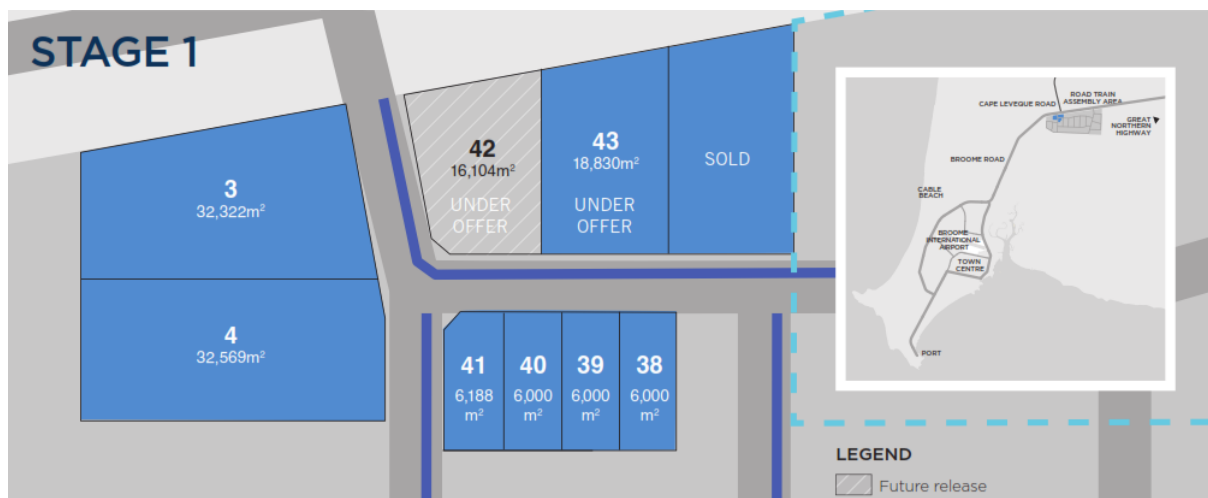 STAGE 1
3
32,322m²
4
32,569m²
42
16,104m²
UNDER
OFFER
43
18,830m²
UNDER
OFFER
SOLD
41
6,188
m²
40
6,000
m²
39
6,000
m²
38
6,000
m²
CAPE LEVEQUE ROAD
ROAD TRAIN
ASSEMBLY AREA
GREAT
NORTHERN
HIGHWAY
BROOME ROAD
CABLE
BEACH
BROOME
INTERNATIONAL
AIRPORT
TOWN
CENTRE
PORT
LEGEND
Future release